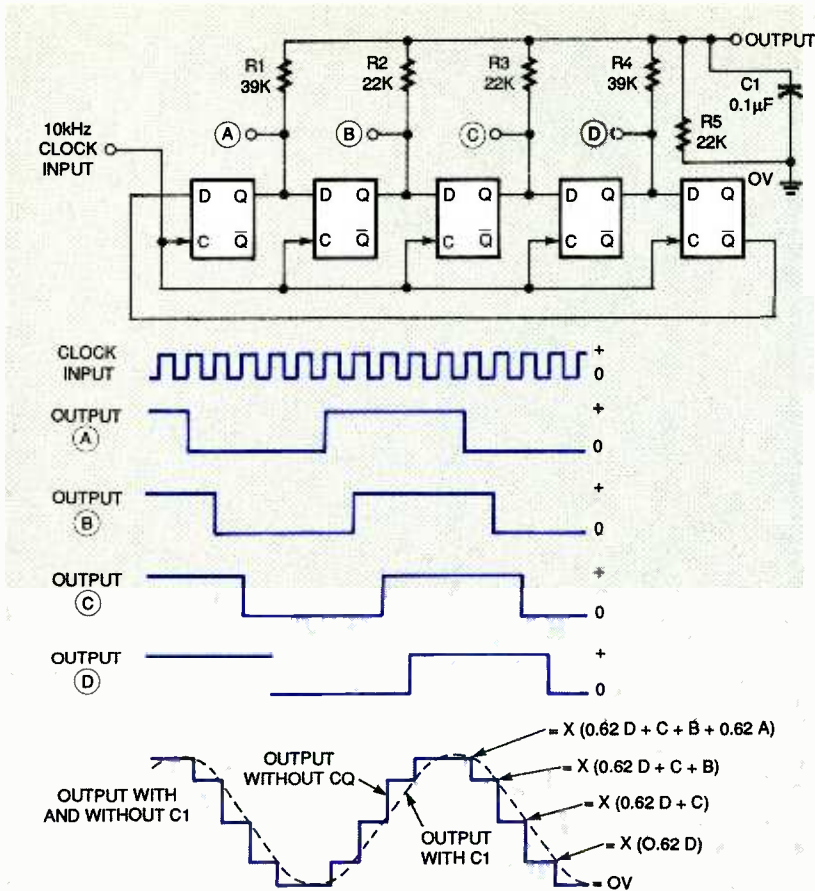 OUTPUT
R1
39K
R2
22K
R3
22K
R4
39K
C1
0.1µF
R5
22K
10kHz
CLOCK
INPUT
A
B
C
D
0V
D Q
C Q̅
D Q
C Q̅
D Q
C Q̅
D Q
C Q̅
D Q
C Q̅
CLOCK
INPUT
+
0
OUTPUT
A
+
0
OUTPUT
B
+
0
OUTPUT
C
+
0
OUTPUT
D
+
0
OUTPUT WITH
AND WITHOUT C1
OUTPUT
WITHOUT CQ
OUTPUT
WITH C1
= X (0.62 D + C + B + 0.62 A)
= X (0.62 D + C + B)
= X (0.62 D + C)
= X (0.62 D)
= OV